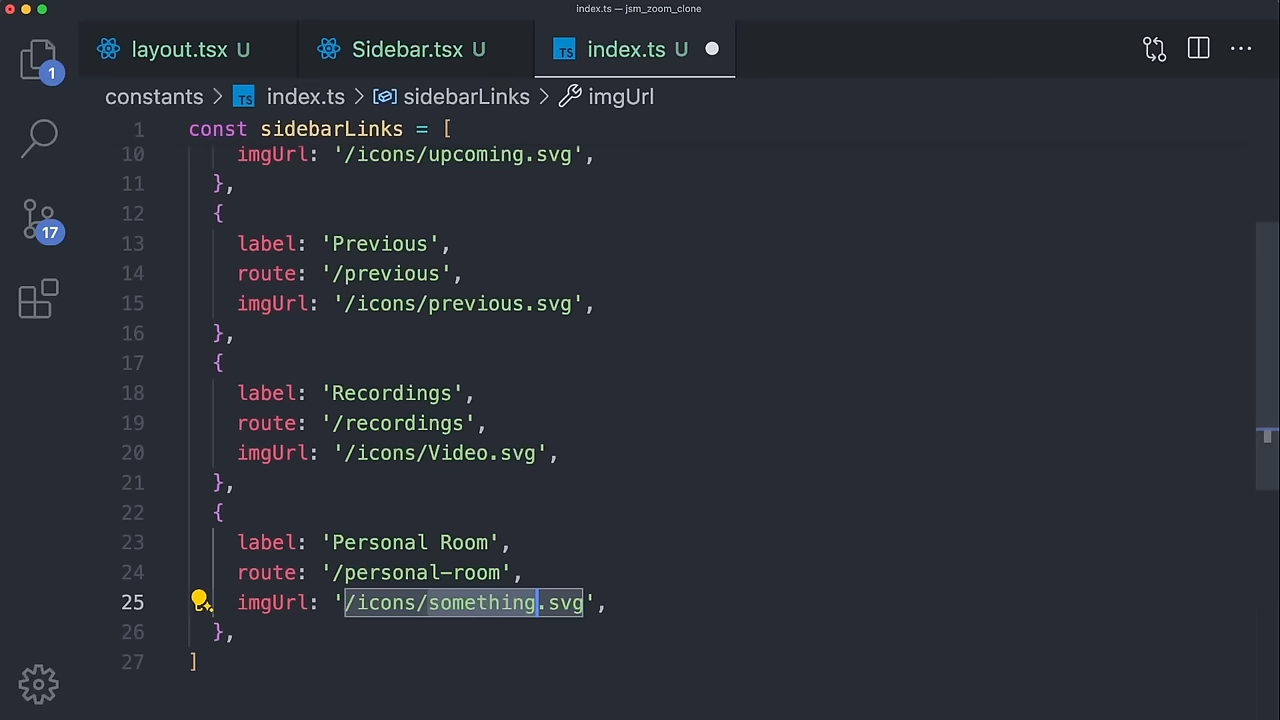 index.ts — jsm_zoom_clone
layout.tsx U
Sidebar.tsx U
TS index.ts U
1
constants > TS index.ts > sidebarLinks > imgUrl
1 const sidebarLinks = [
10 imgUrl: '/icons/upcoming.svg',
11 },
12 {
13 label: 'Previous',
14 route: '/previous',
15 imgUrl: '/icons/previous.svg',
16 },
17 {
18 label: 'Recordings',
19 route: '/recordings',
20 imgUrl: '/icons/Video.svg',
21 },
22 {
23 label: 'Personal Room',
24 route: '/personal-room',
25 imgUrl: '/icons/something.svg',
26 },
27 ]
17